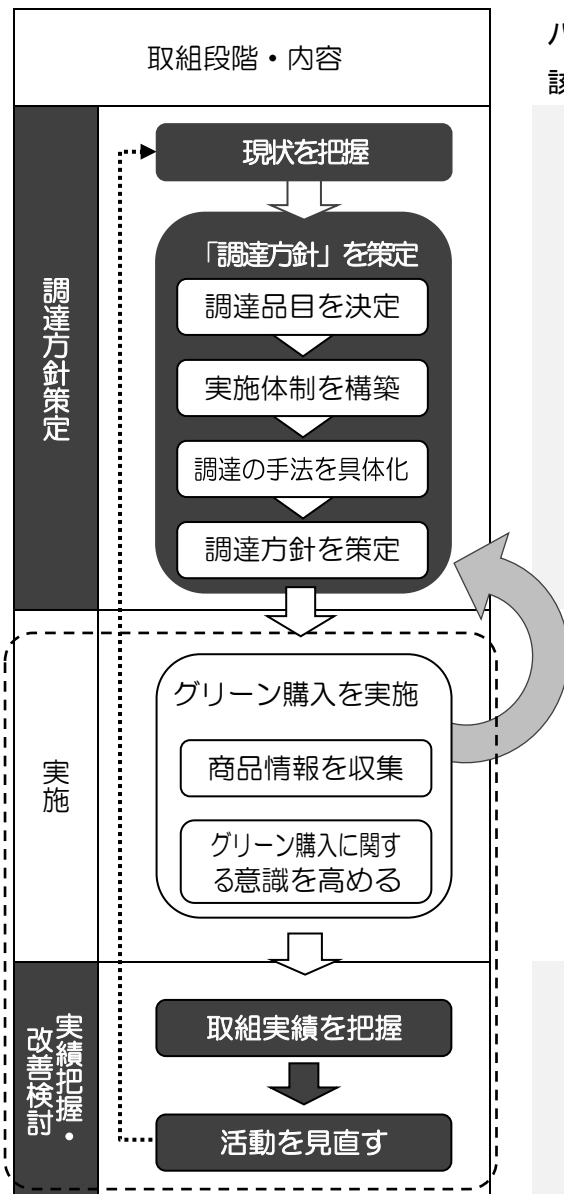 取組段階・内容
ハ
該
調達方針策定
現状を把握
「調達方針」を策定
調達品目を決定
実施体制を構築
調達の手法を具体化
調達方針を策定
実施
グリーン購入を実施
商品情報を収集
グリーン購入に関す
る意識を高める
実績把握・
改善検討
取組実績を把握
活動を見直す